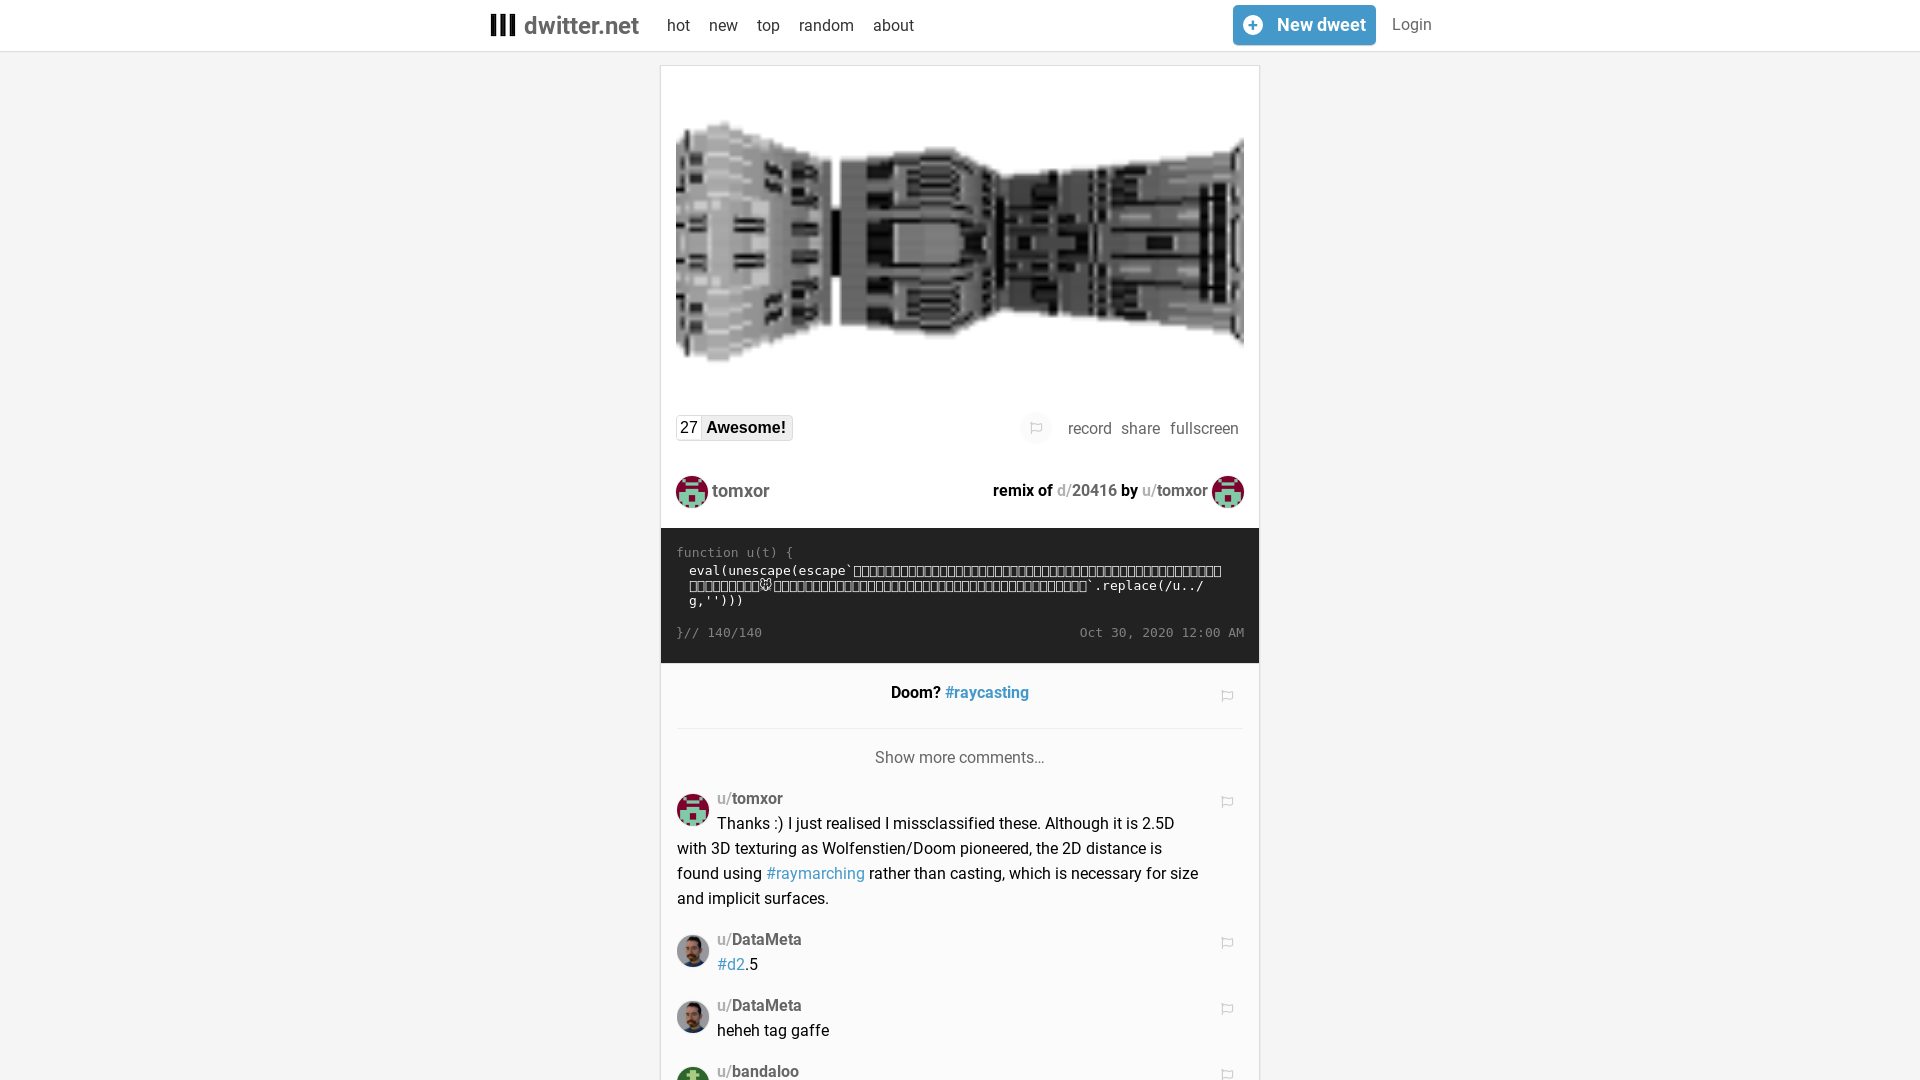 dwitter.net hot new top random about New dweet Login
27 Awesome! record share fullscreen
tomxor remix of d/20416 by u/tomxor
function u(t) {
eval(unescape(escape`
`.replace(/u../
g,'')))
}// 140/140 Oct 30, 2020 12:00 AM
Doom? #raycasting
Show more comments…
u/tomxor
Thanks :) I just realised I missclassified these. Although it is 2.5D
with 3D texturing as Wolfenstien/Doom pioneered, the 2D distance is
found using #raymarching rather than casting, which is necessary for size
and implicit surfaces.
u/DataMeta
#d2.5
u/DataMeta
heheh tag gaffe
u/bandaloo